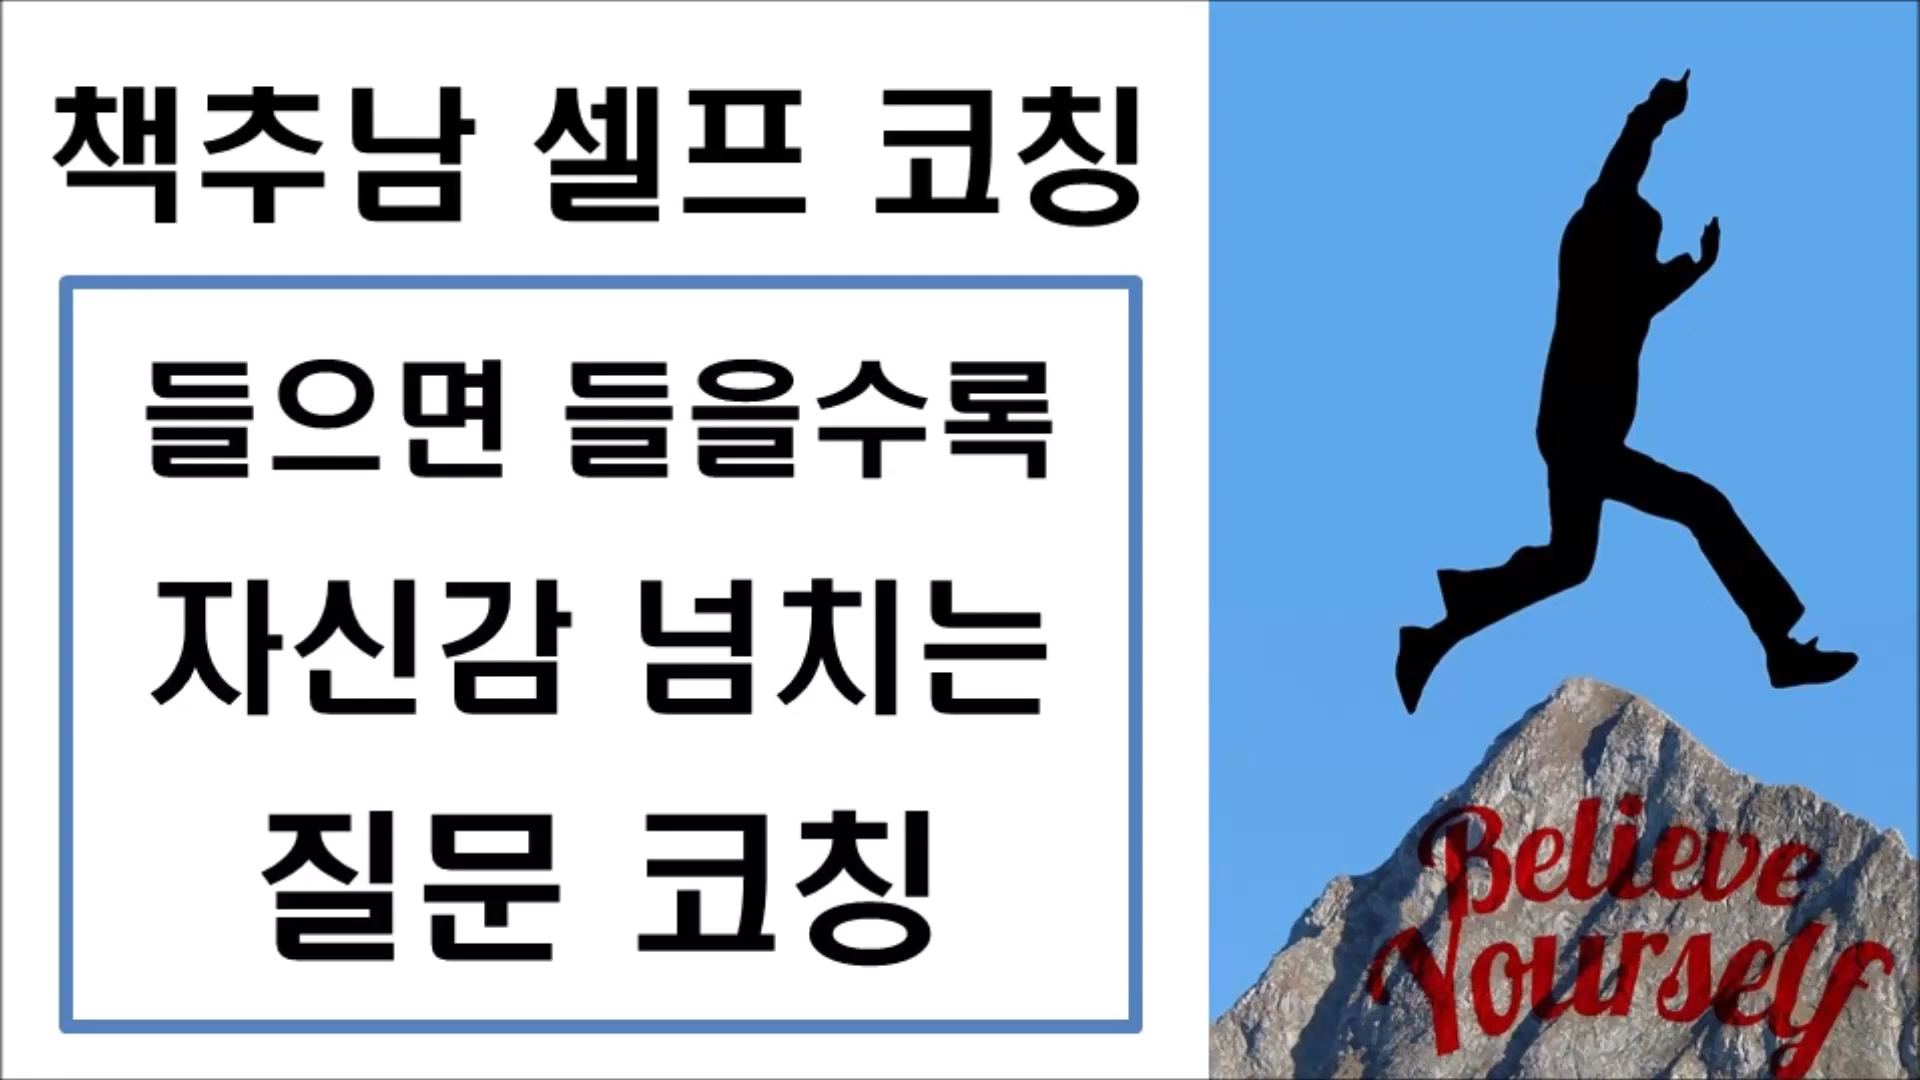 책추남 셀프 코칭
들으면 들을수록
자신감 넘치는
질문 코칭
Believe
Yourself